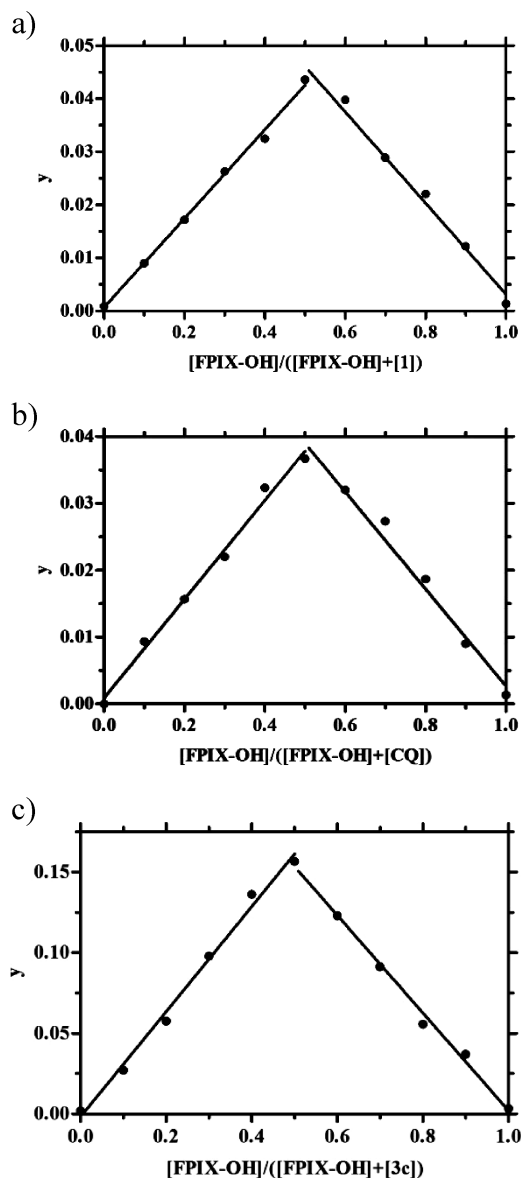 a)
0.05
0.04
0.03
0.02
0.01
0.00
y
0.0 0.2 0.4 0.6 0.8 1.0
[FPIX-OH]/([FPIX-OH]+[1])
b)
0.04
0.03
0.02
0.01
0.00
y
0.0 0.2 0.4 0.6 0.8 1.0
[FPIX-OH]/([FPIX-OH]+[CQ])
c)
0.15
0.10
0.05
0.00
y
0.0 0.2 0.4 0.6 0.8 1.0
[FPIX-OH]/([FPIX-OH]+[3c])